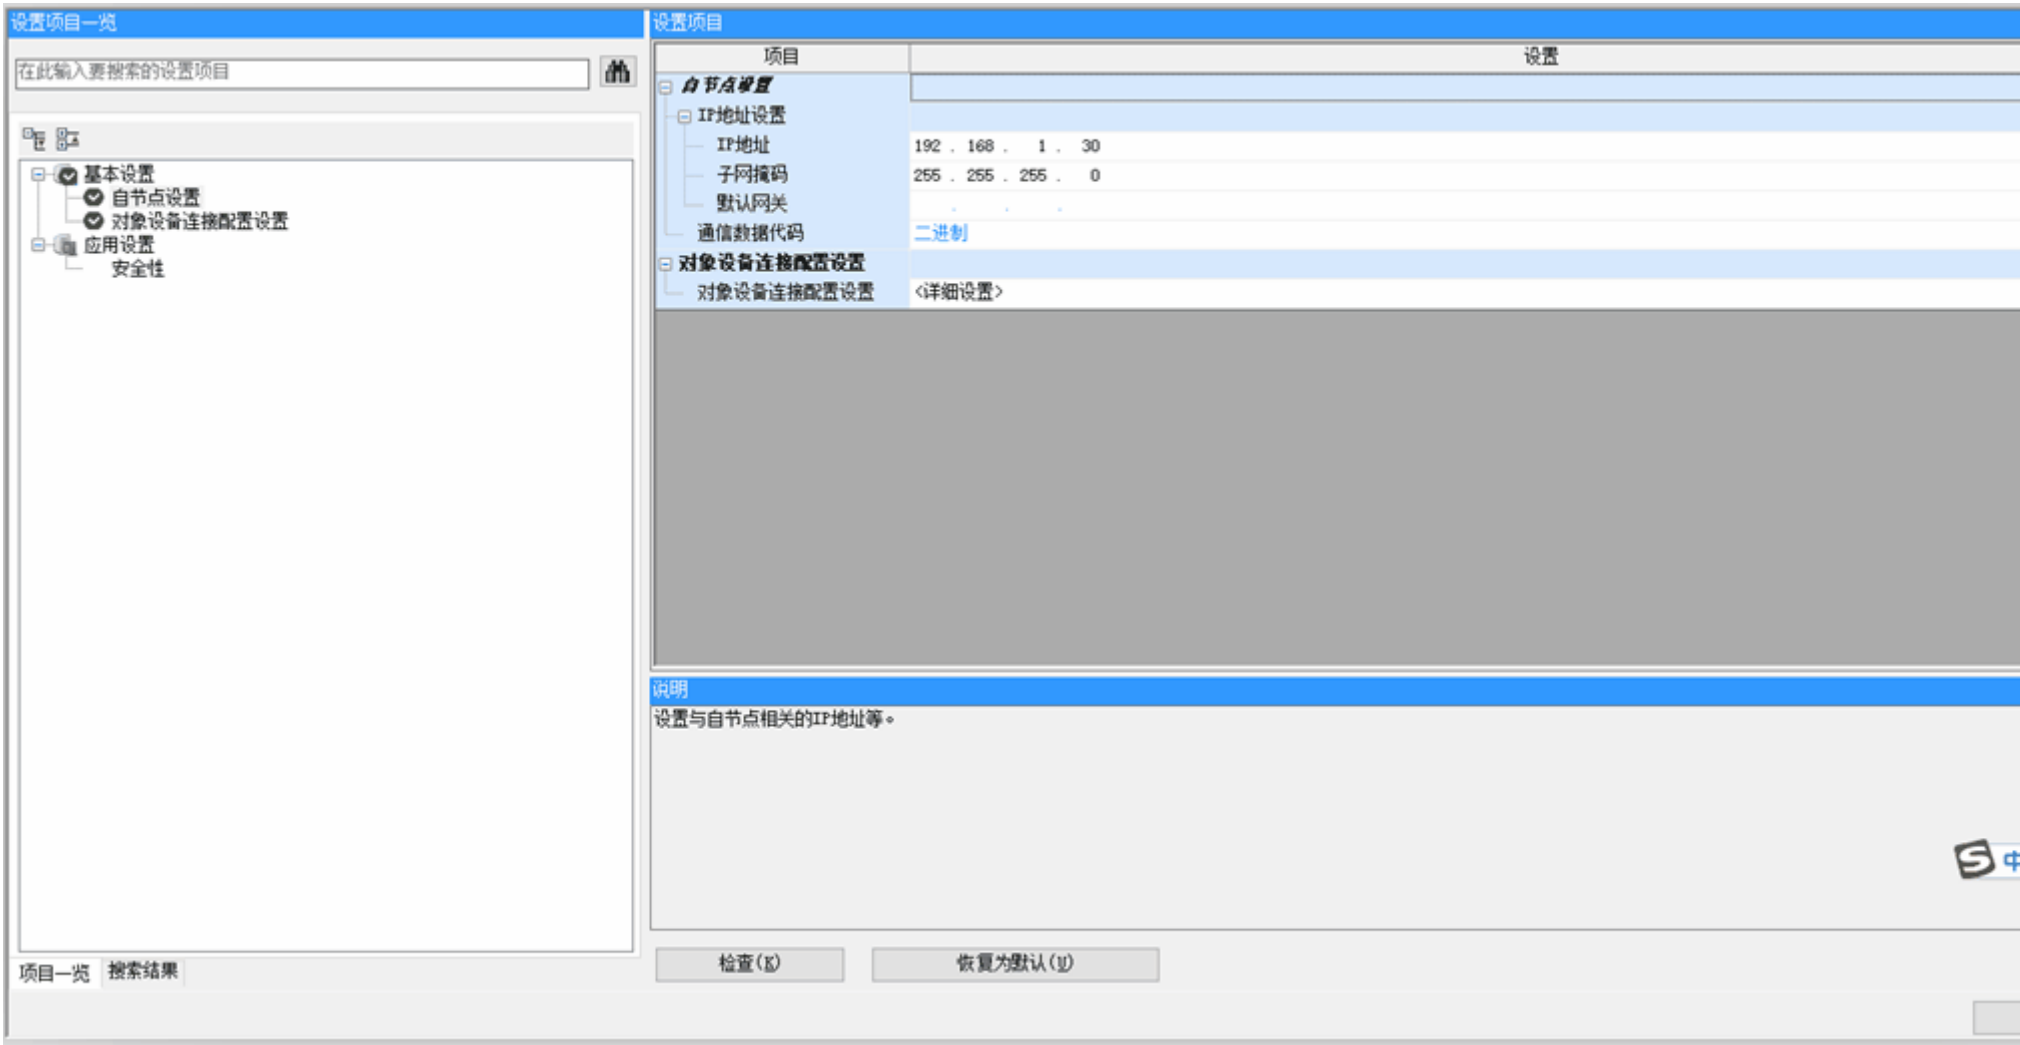 设置项目一览
在此输入要搜索的设置项目
基本设置
自节点设置
对象设备连接配置设置
应用设置
安全性
项目一览 搜索结果
设置项目
项目 设置
自节点设置
IP地址设置
IP地址 192 . 168 . 1 . 30
子网掩码 255 . 255 . 255 . 0
默认网关 . . .
通信数据代码 二进制
对象设备连接配置设置
对象设备连接配置设置 <详细设置>
说明
设置与自节点相关的IP地址等。
S 中
检查(K) 恢复为默认(U)